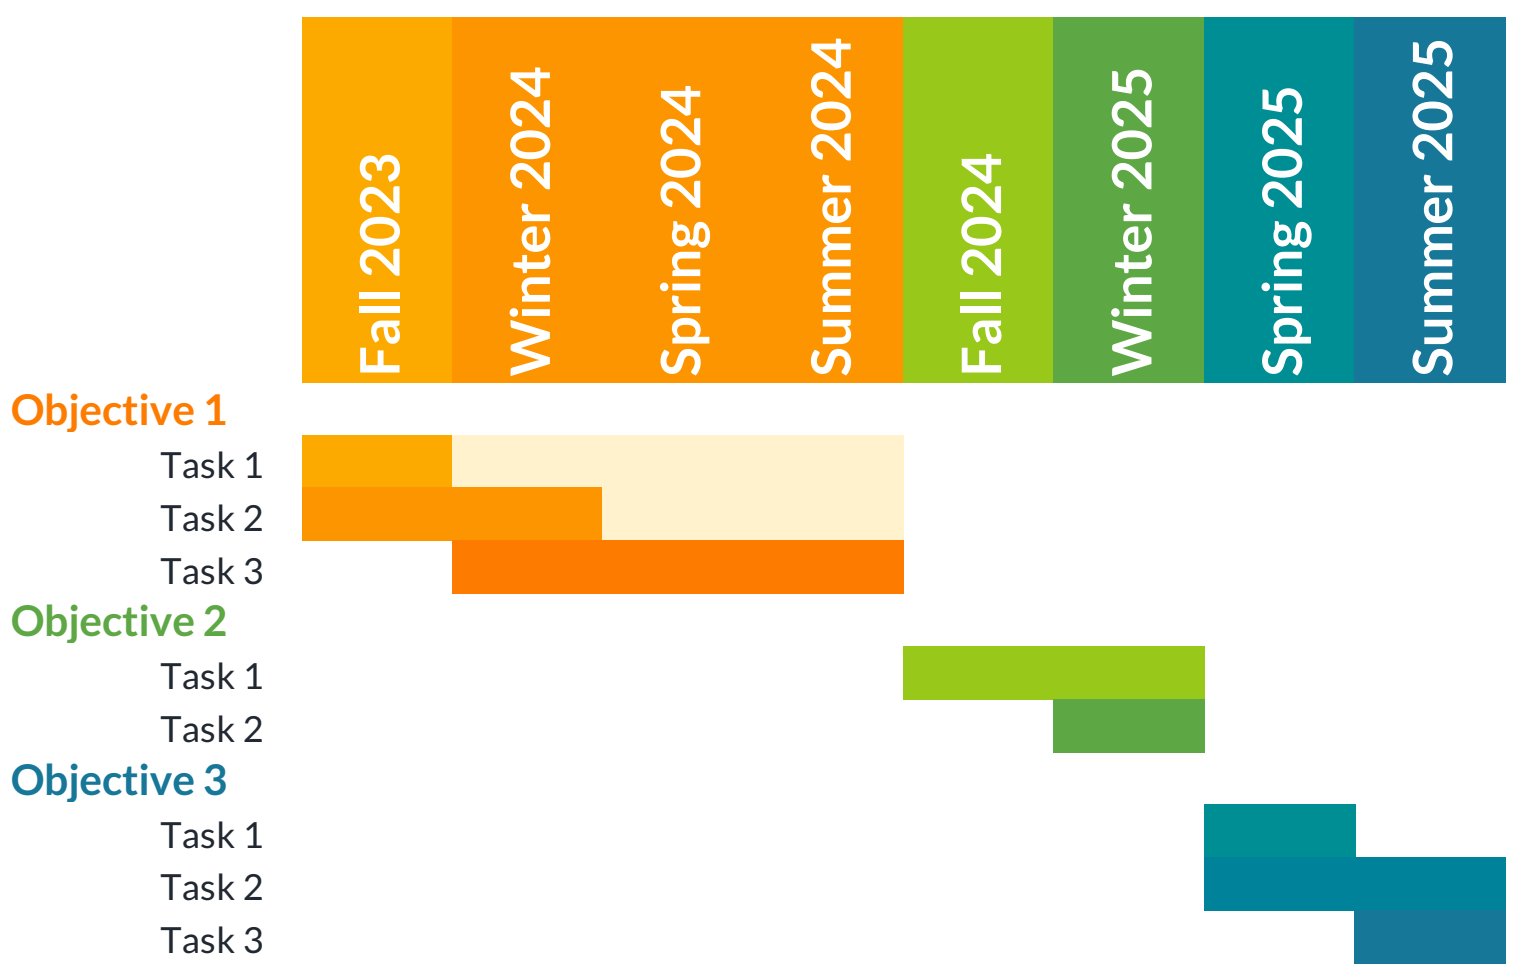 Fall 2023
Winter 2024
Spring 2024
Summer 2024
Fall 2024
Winter 2025
Spring 2025
Summer 2025
Objective 1
Task 1
Task 2
Task 3
Objective 2
Task 1
Task 2
Objective 3
Task 1
Task 2
Task 3